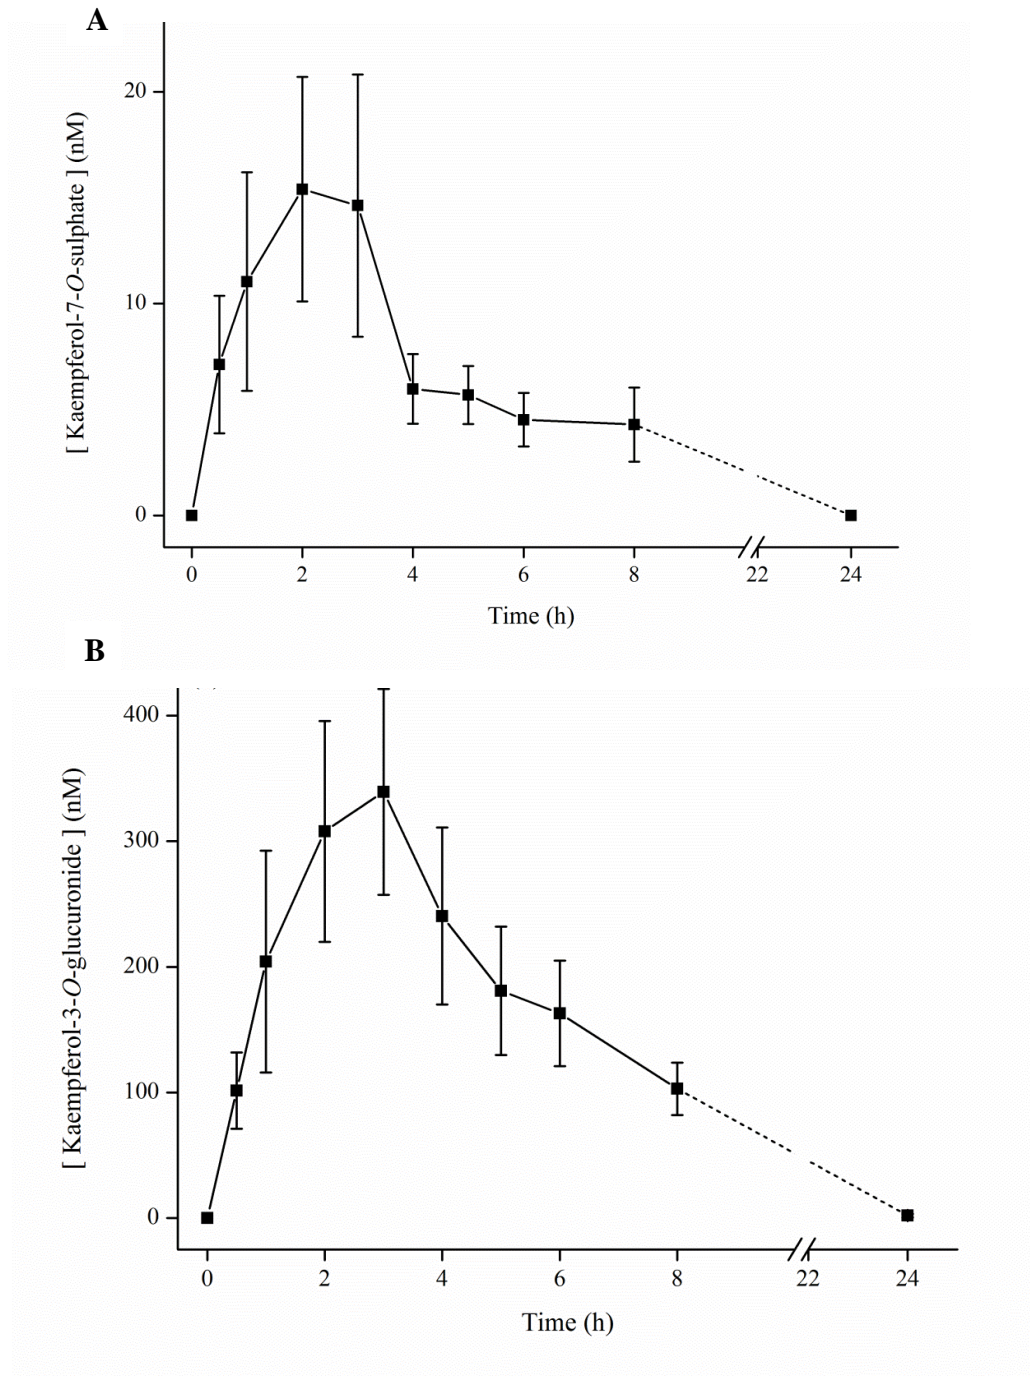 A
[ Kaempferol-7-O-sulphate ] (nM)
20
10
0
0 2 4 6 8 22 24
Time (h)
B
[ Kaempferol-3-O-glucuronide ] (nM)
400
300
200
100
0
0 2 4 6 8 22 24
Time (h)